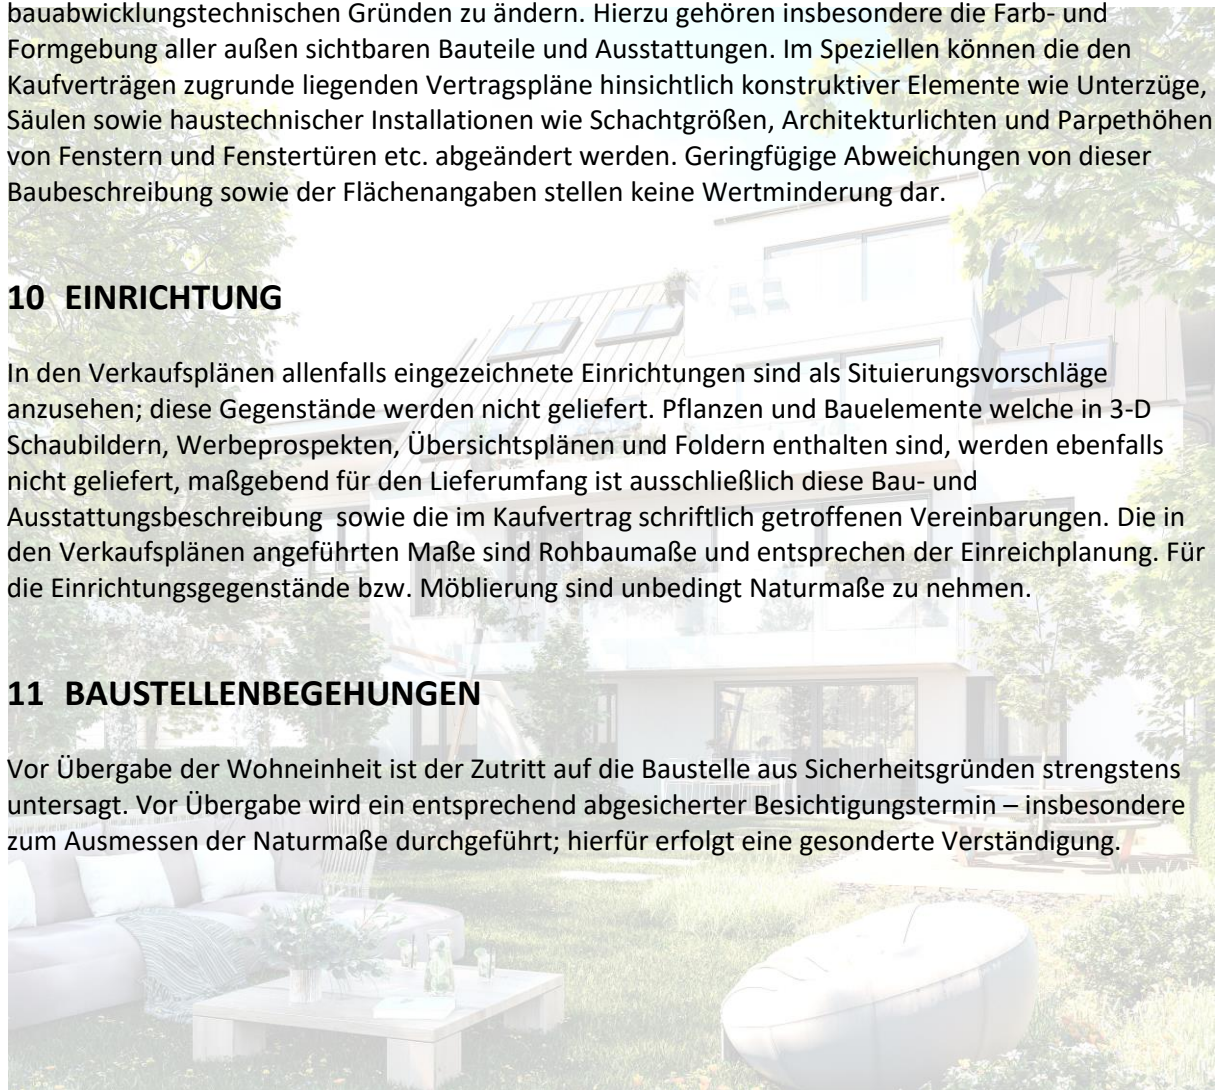 bauabwicklungstechnischen Gründen zu ändern. Hierzu gehören insbesondere die Farb- und
Formgebung aller außen sichtbaren Bauteile und Ausstattungen. Im Speziellen können die den
Kaufverträgen zugrunde liegenden Vertragspläne hinsichtlich konstruktiver Elemente wie Unterzüge,
Säulen sowie haustechnischer Installationen wie Schachtgrößen, Architekturlichten und Parpethöhen
von Fenstern und Fenstertüren etc. abgeändert werden. Geringfügige Abweichungen von dieser
Baubeschreibung sowie der Flächenangaben stellen keine Wertminderung dar.
10 EINRICHTUNG
In den Verkaufsplänen allenfalls eingezeichnete Einrichtungen sind als Situierungsvorschläge
anzusehen; diese Gegenstände werden nicht geliefert. Pflanzen und Bauelemente welche in 3-D
Schaubildern, Werbeprospekten, Übersichtsplänen und Foldern enthalten sind, werden ebenfalls
nicht geliefert, maßgebend für den Lieferumfang ist ausschließlich diese Bau- und
Ausstattungsbeschreibung sowie die im Kaufvertrag schriftlich getroffenen Vereinbarungen. Die in
den Verkaufsplänen angeführten Maße sind Rohbaumaße und entsprechen der Einreichplanung. Für
die Einrichtungsgegenstände bzw. Möblierung sind unbedingt Naturmaße zu nehmen.
11 BAUSTELLENBEGEHUNGEN
Vor Übergabe der Wohneinheit ist der Zutritt auf die Baustelle aus Sicherheitsgründen strengstens
untersagt. Vor Übergabe wird ein entsprechend abgesicherter Besichtigungstermin – insbesondere
zum Ausmessen der Naturmaße durchgeführt; hierfür erfolgt eine gesonderte Verständigung.